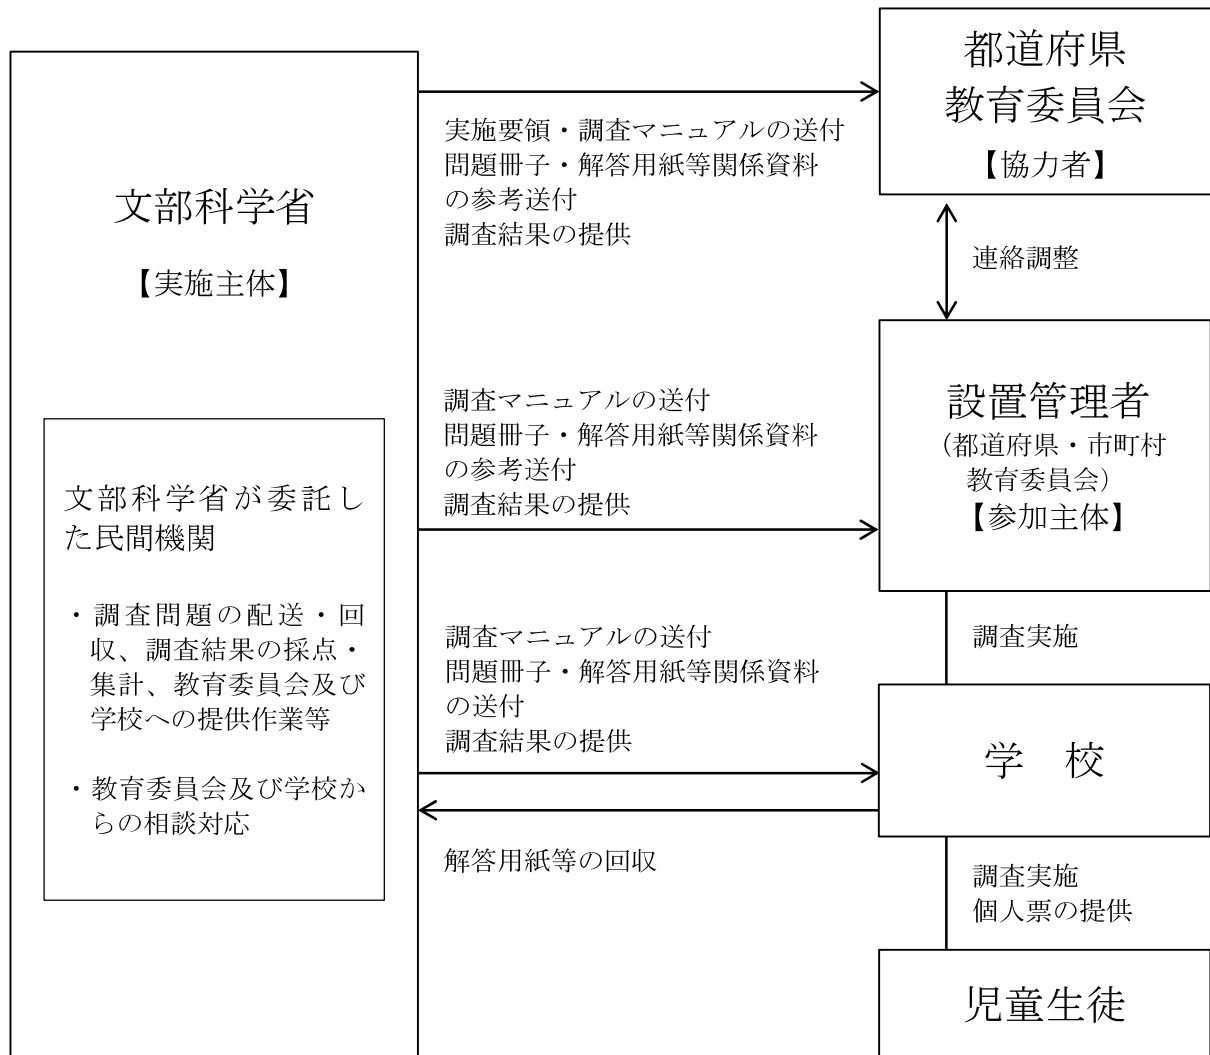 都道府県
教育委員会
【協力者】
文部科学省
【実施主体】
実施要領・調査マニュアルの送付
問題冊子・解答用紙等関係資料
の参考送付
調査結果の提供
連絡調整
設置管理者
（都道府県・市町村
教育委員会）
【参加主体】
調査マニュアルの送付
問題冊子・解答用紙等関係資料
の参考送付
調査結果の提供
文部科学省が委託し
た民間機関
・調査問題の配送・回
収、調査結果の採点・
集計、教育委員会及び
学校への提供作業等
・教育委員会及び学校か
らの相談対応
調査実施
調査マニュアルの送付
問題冊子・解答用紙等関係資料
の送付
調査結果の提供
学　校
解答用紙等の回収
調査実施
個人票の提供
児童生徒